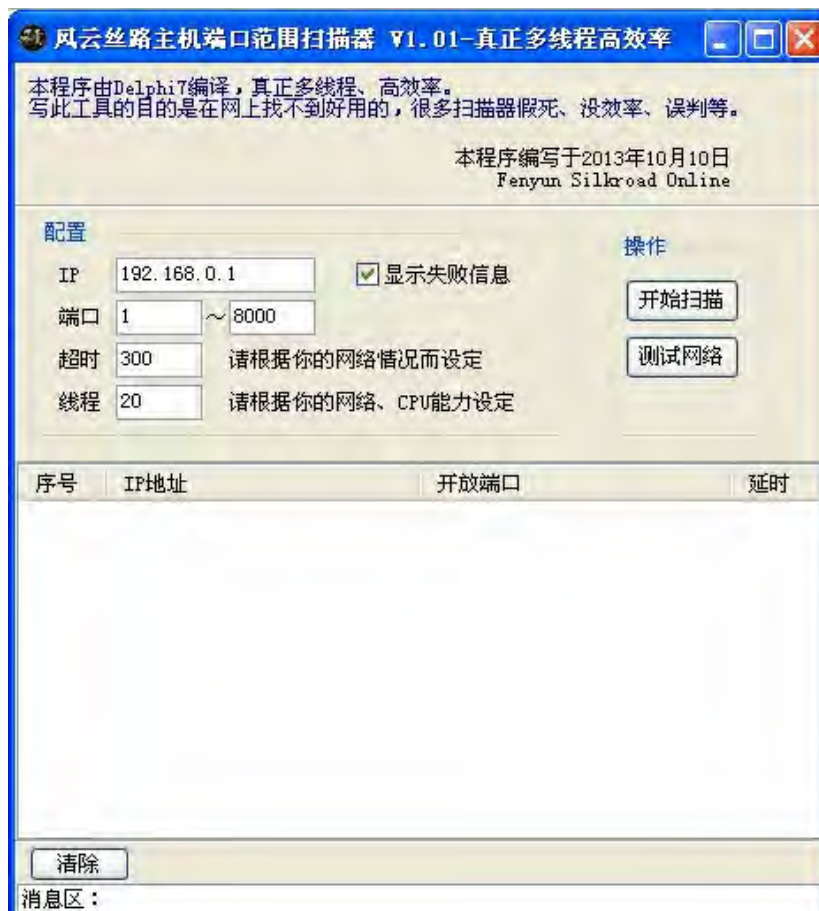 风云丝路主机端口范围扫描器 V1.01-真正多线程高效率
本程序由Delphi7编译，真正多线程、高效率。
写此工具的目的是在网上找不到好用的，很多扫描器假死、没效率、误判等。
本程序编写于2013年10月10日
Fenyun Silkroad Online
配置
操作
IP 192.168.0.1 显示失败信息
开始扫描
端口 1 ～ 8000
超时 300 请根据你的网络情况而设定
测试网络
线程 20 请根据你的网络、CPU能力设定
序号 IP地址 开放端口 延时
清除
消息区：